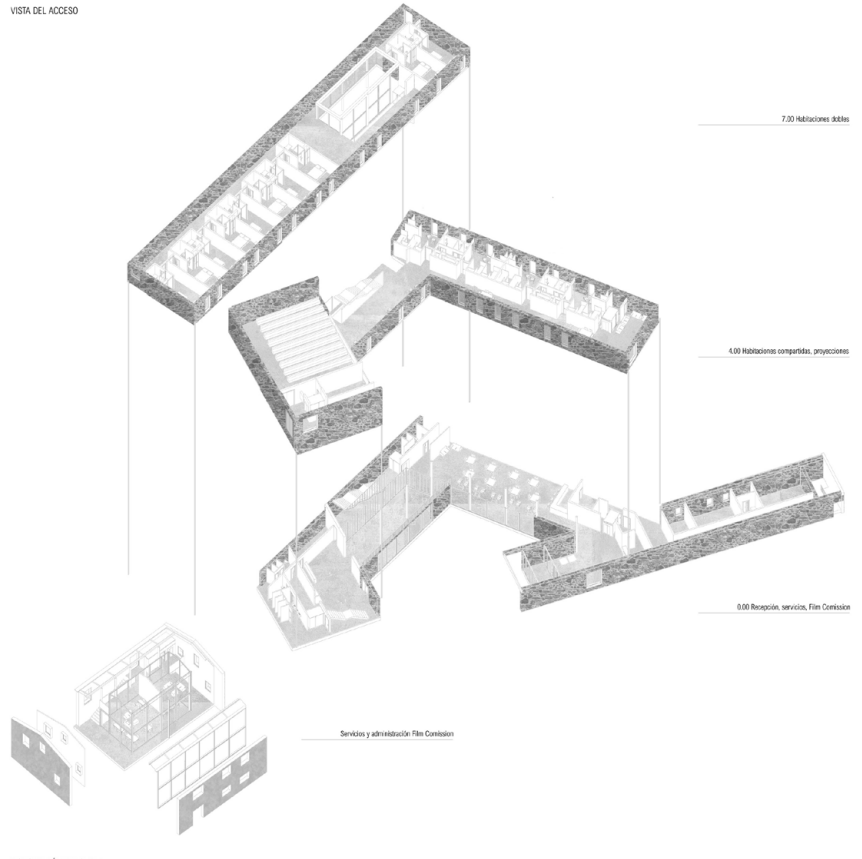 VISTA DEL ACCESO
7.00 Habitaciones dobles
4.00 Habitaciones compartidas, proyecciones
0.00 Recepción, servicios, Film Comission
Servicios y administración Film Comission